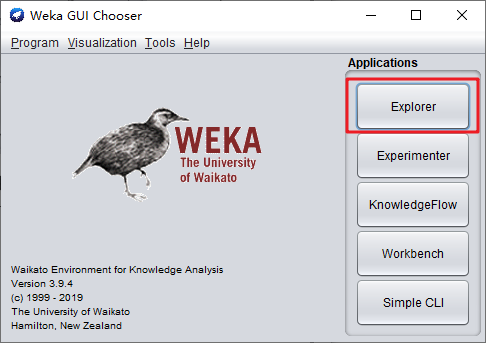 Weka GUI Chooser
Program Visualization Tools Help
Applications
Explorer
Experimenter
KnowledgeFlow
Workbench
Simple CLI
WEKA
The University
of Waikato
Waikato Environment for Knowledge Analysis
Version 3.9.4
(c) 1999 - 2019
The University of Waikato
Hamilton, New Zealand